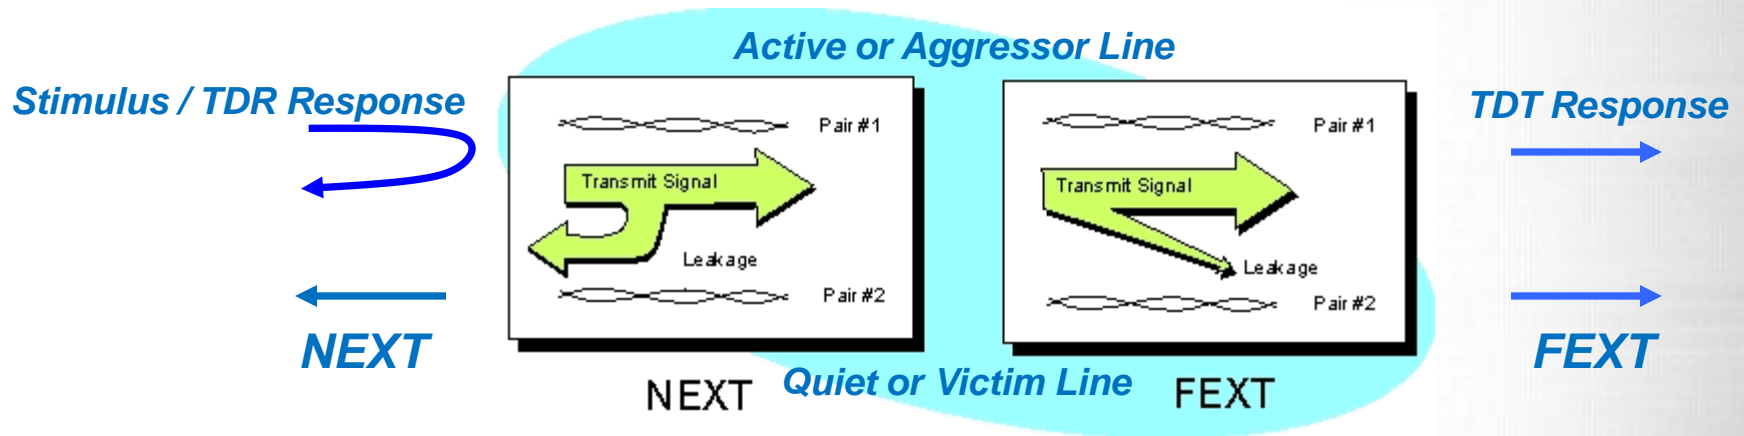 Active or Aggressor Line
Stimulus / TDR Response
TDT Response
Pair#1
Transmit Signal
Leakage
Pair#2
Pair#1
Transmit Signal
Leakage
Pair#2
NEXT
FEXT
Quiet or Victim Line
NEXT
FEXT